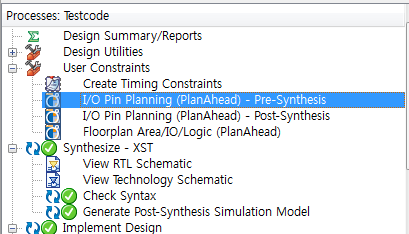 Processes: Testcode
Design Summary/Reports
Design Utilities
User Constraints
Create Timing Constraints
I/O Pin Planning (PlanAhead) - Pre-Synthesis
I/O Pin Planning (PlanAhead) - Post-Synthesis
Floorplan Area/IO/Logic (PlanAhead)
Synthesize - XST
View RTL Schematic
View Technology Schematic
Check Syntax
Generate Post-Synthesis Simulation Model
Implement Design